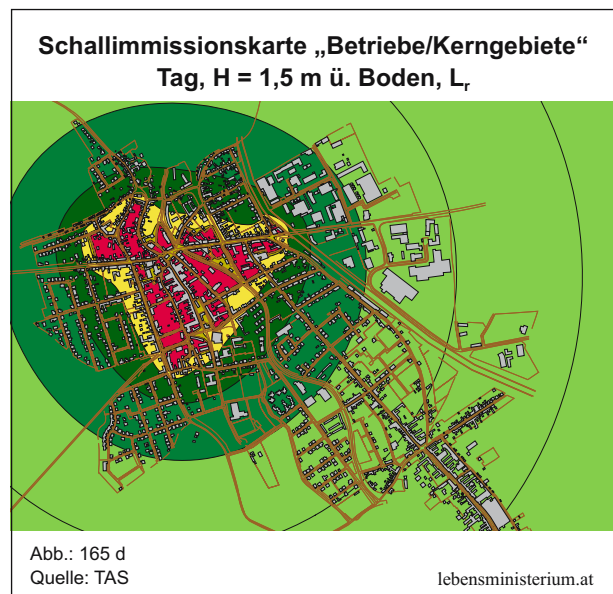 Schallimmissionskarte „Betriebe/Kerngebiete“
Tag, H = 1,5 m ü. Boden, Lr
Abb.: 165 d
Quelle: TAS
lebensministerium.at